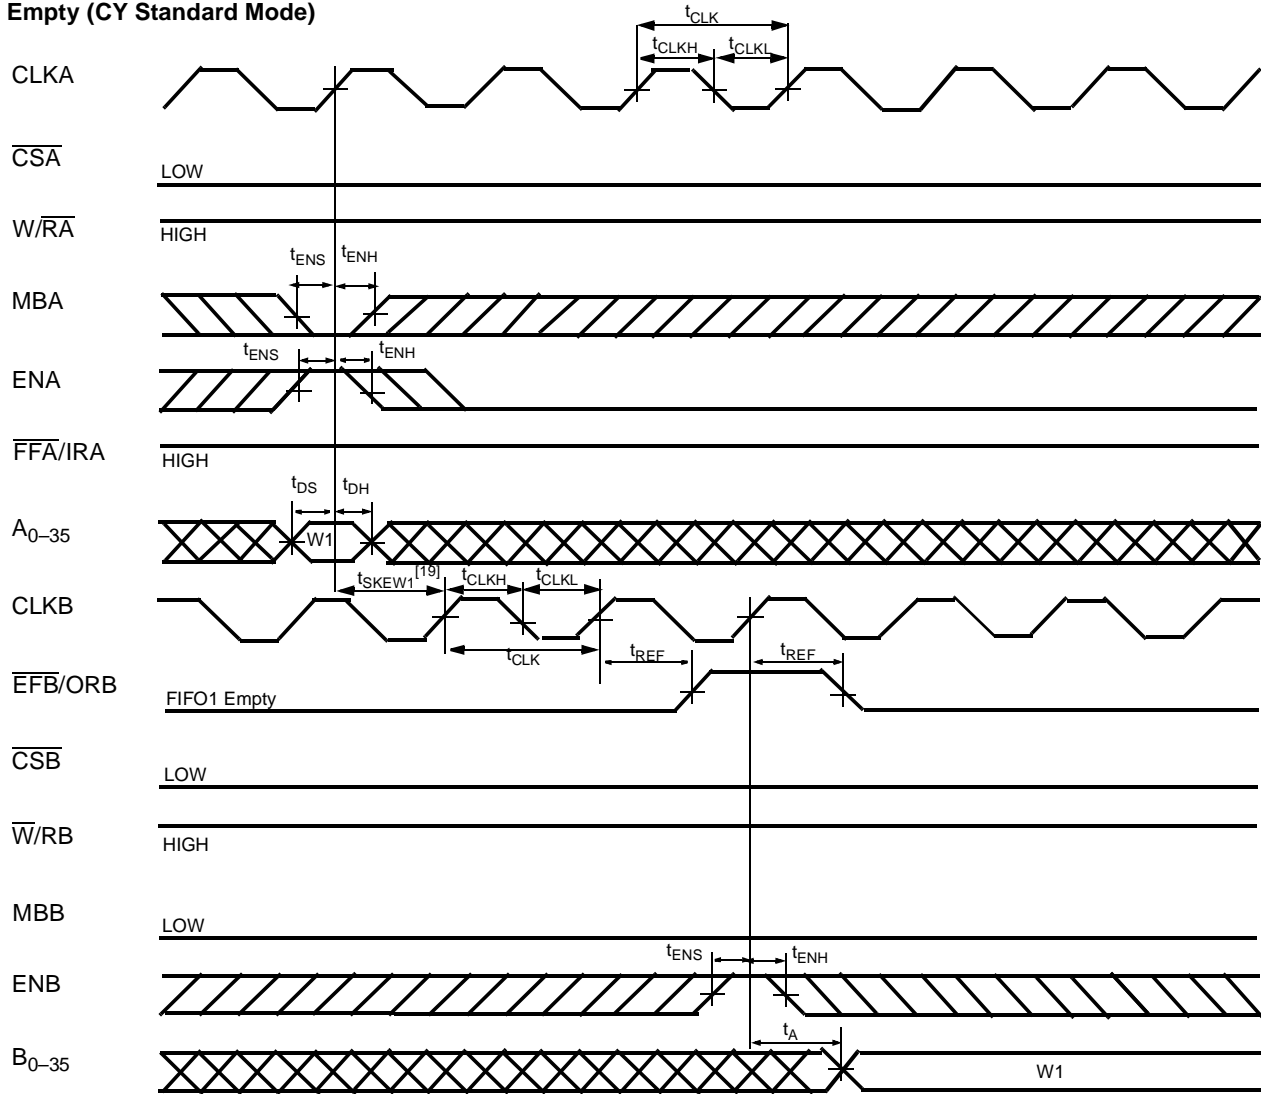 Empty (CY Standard Mode)
tCLK
tCLKH tCLKL
CLKA
CSA
LOW
W/RA
HIGH
tENS tENH
MBA
tENS tENH
ENA
FFA/IRA
HIGH
tDS tDH
A0–35
W1
tSKEW1[19] tCLKH tCLKL
CLKB
tCLK tREF tREF
EFB/ORB
FIFO1 Empty
CSB
LOW
W/RB
HIGH
MBB
LOW
tENS tENH
ENB
tA
B0–35
W1